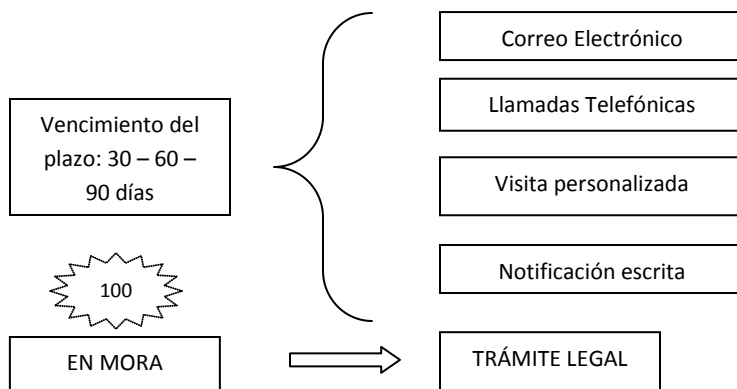 Correo Electrónico
Llamadas Telefónicas
Vencimiento del
plazo: 30 – 60 –
90 días
Visita personalizada
Notificación escrita
100
EN MORA
TRÁMITE LEGAL